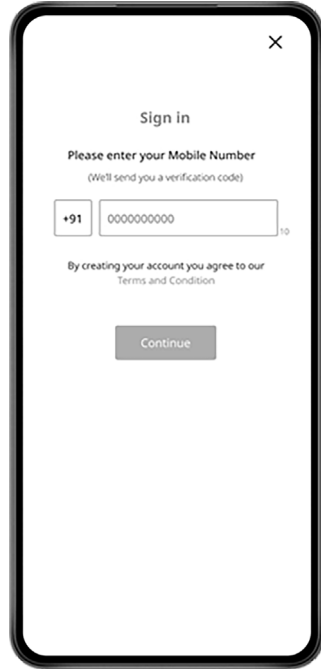 Sign in
Please enter your Mobile Number
(We'll send you a verification code)
+91 0000000000
10
By creating your account you agree to our
Terms and Condition
Continue